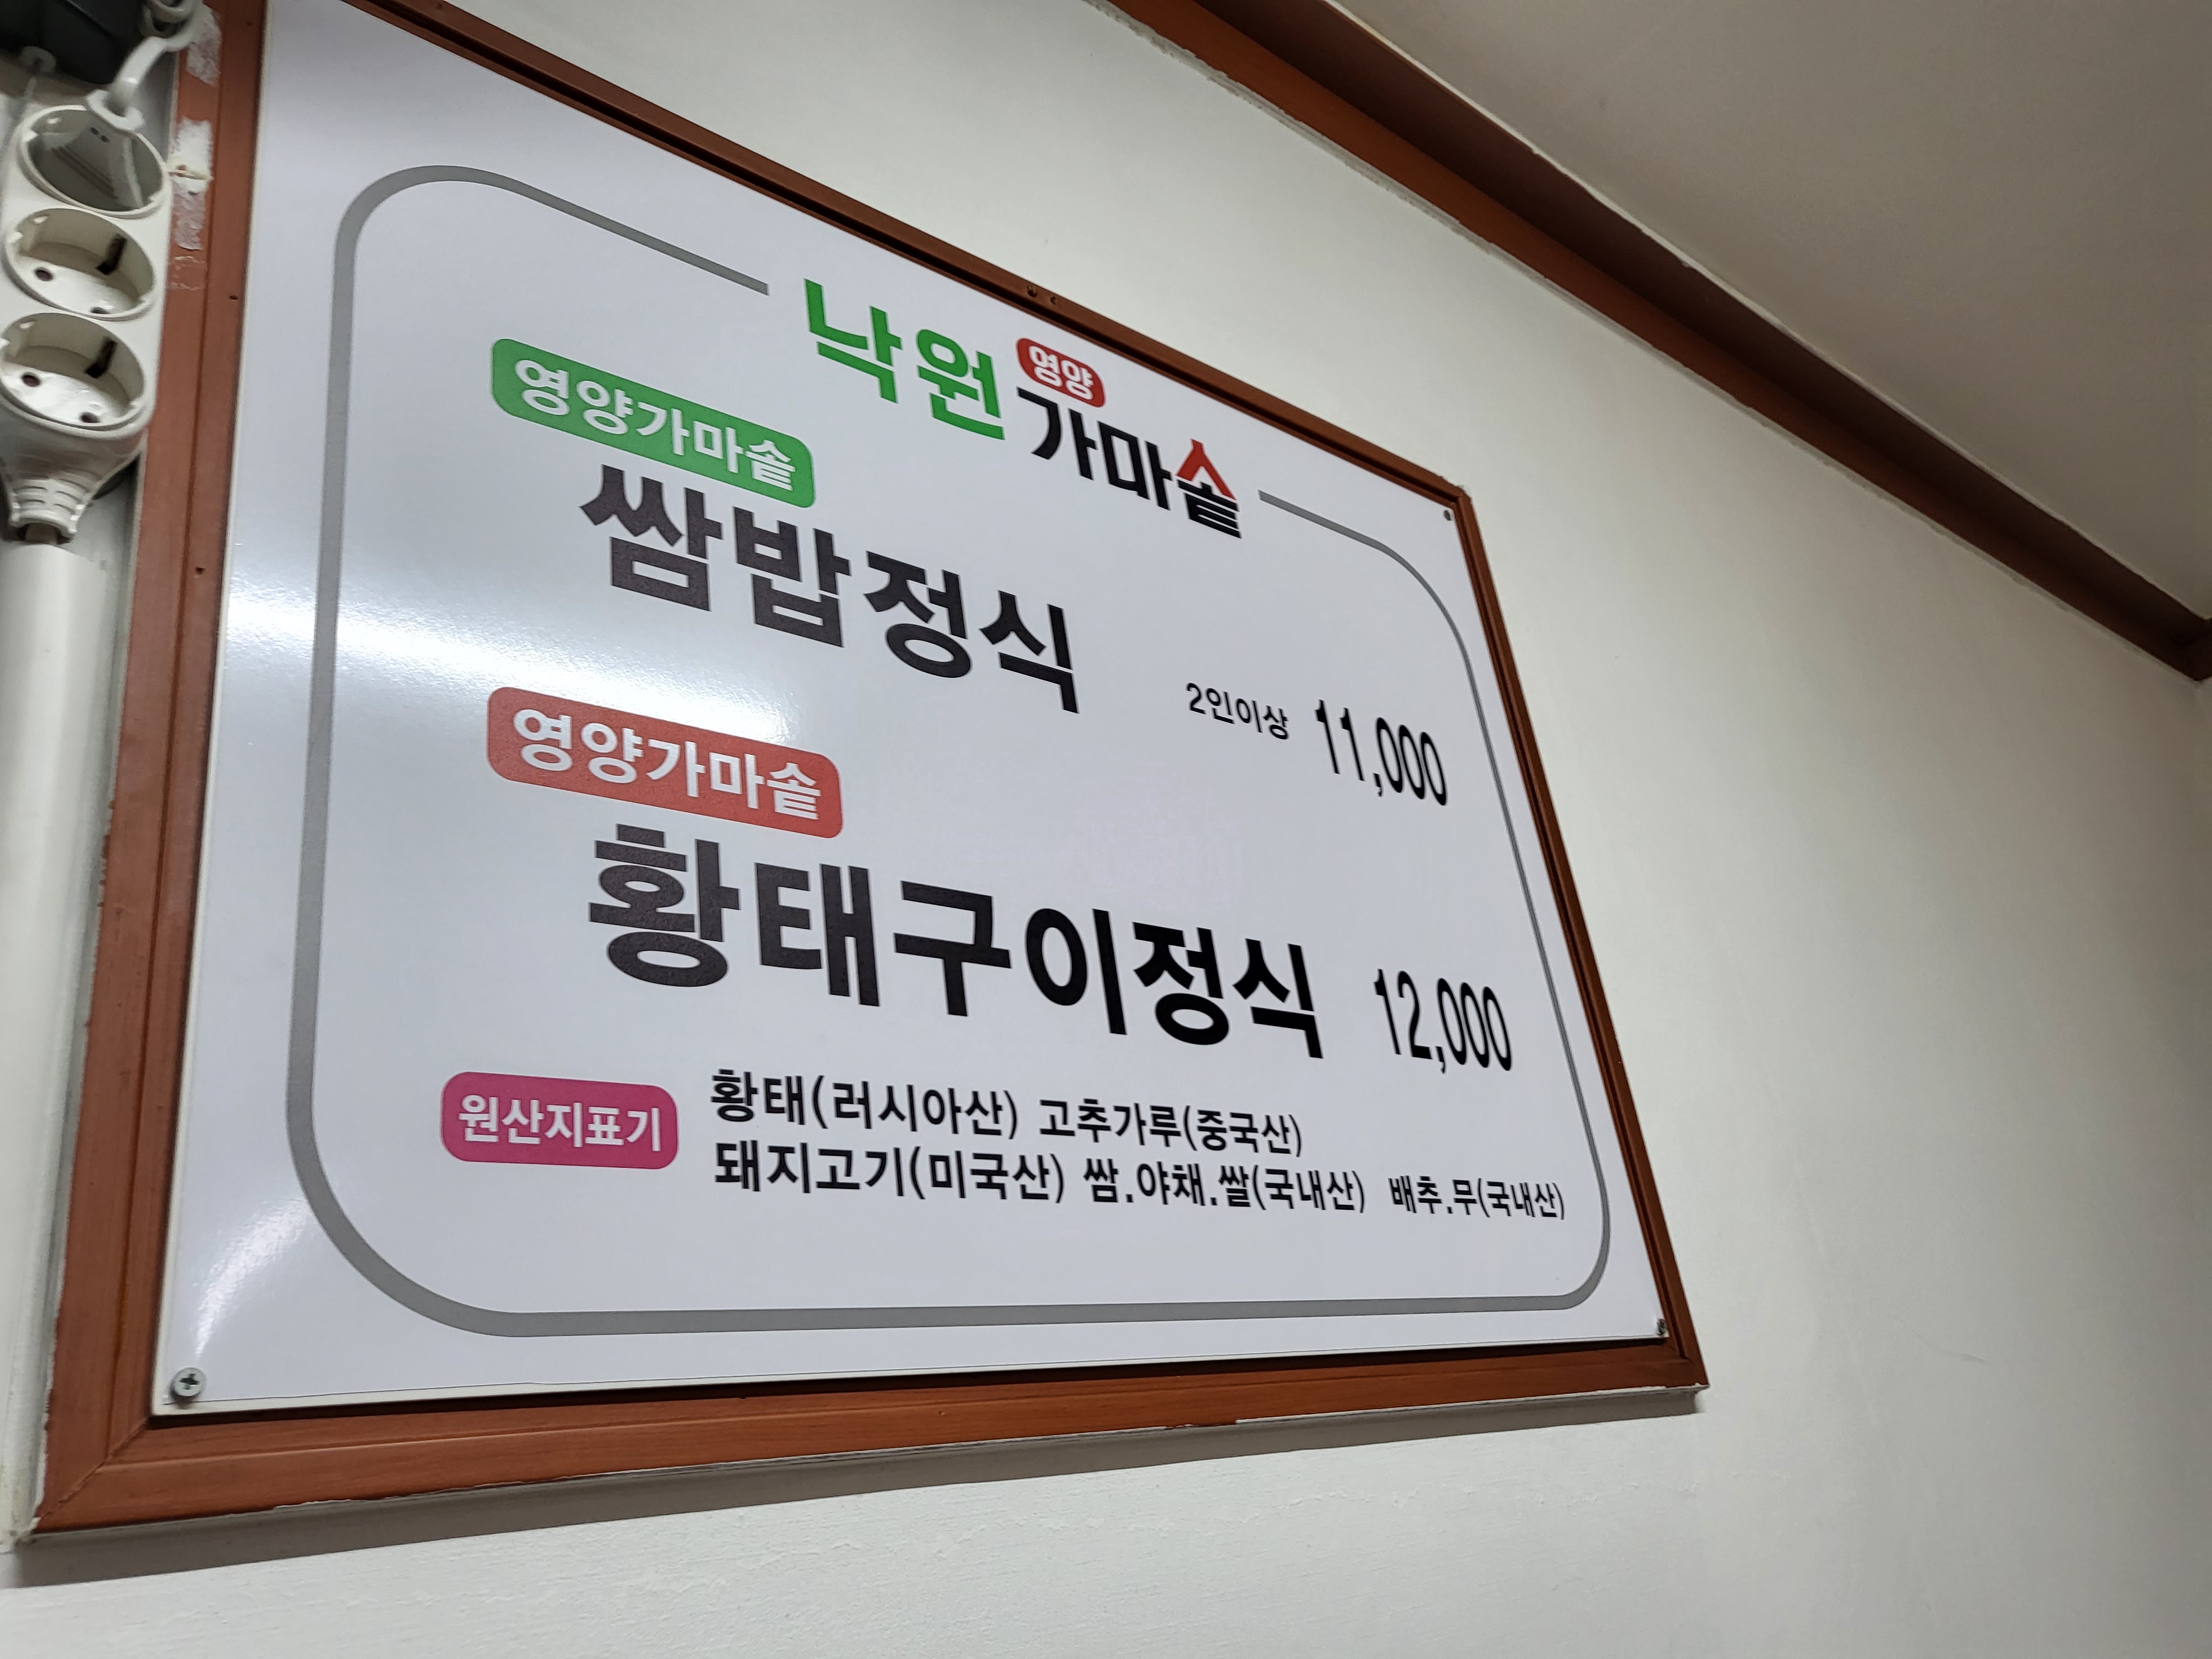 낙원 영양 가마솥
영양가마솥
쌈밥정식
2인이상 11,000
영양가마솥
황태구이정식 12,000
원산지표기
황태(러시아산) 고추가루(중국산)
돼지고기(미국산) 쌈.야채.쌀(국내산) 배추.무(국내산)